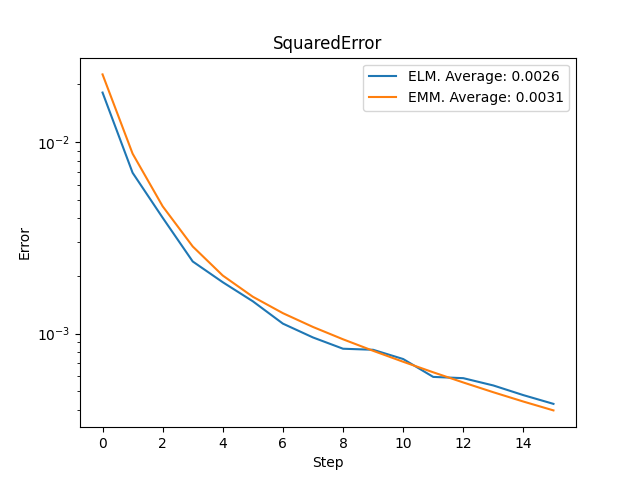 SquaredError
ELM. Average: 0.0026
EMM. Average: 0.0031
10⁻²
10⁻³
Error
0 2 4 6 8 10 12 14
Step